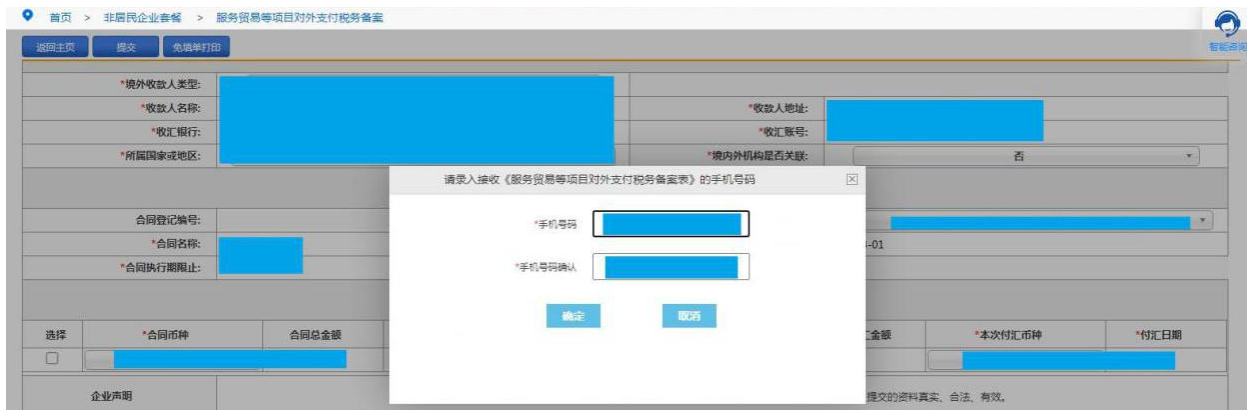 首页 > 非居民企业套餐 > 服务贸易等项目对外支付税务备案
智能咨询
返回主页 提交 免填单打印
*境外收款人类型:
*收款人名称: *收款人地址:
*收汇银行: *收汇账号:
*所属国家或地区: *境内外机构是否关联: 否
请录入接收《服务贸易等项目对外支付税务备案表》的手机号码
合同登记编号:
*手机号码
*合同名称: -01
*合同执行期限止:
*手机号码确认
确定 取消
选择 *合同币种 合同总金额 汇金额 *本次付汇币种 *付汇日期
企业声明 提交的资料真实、合法、有效。